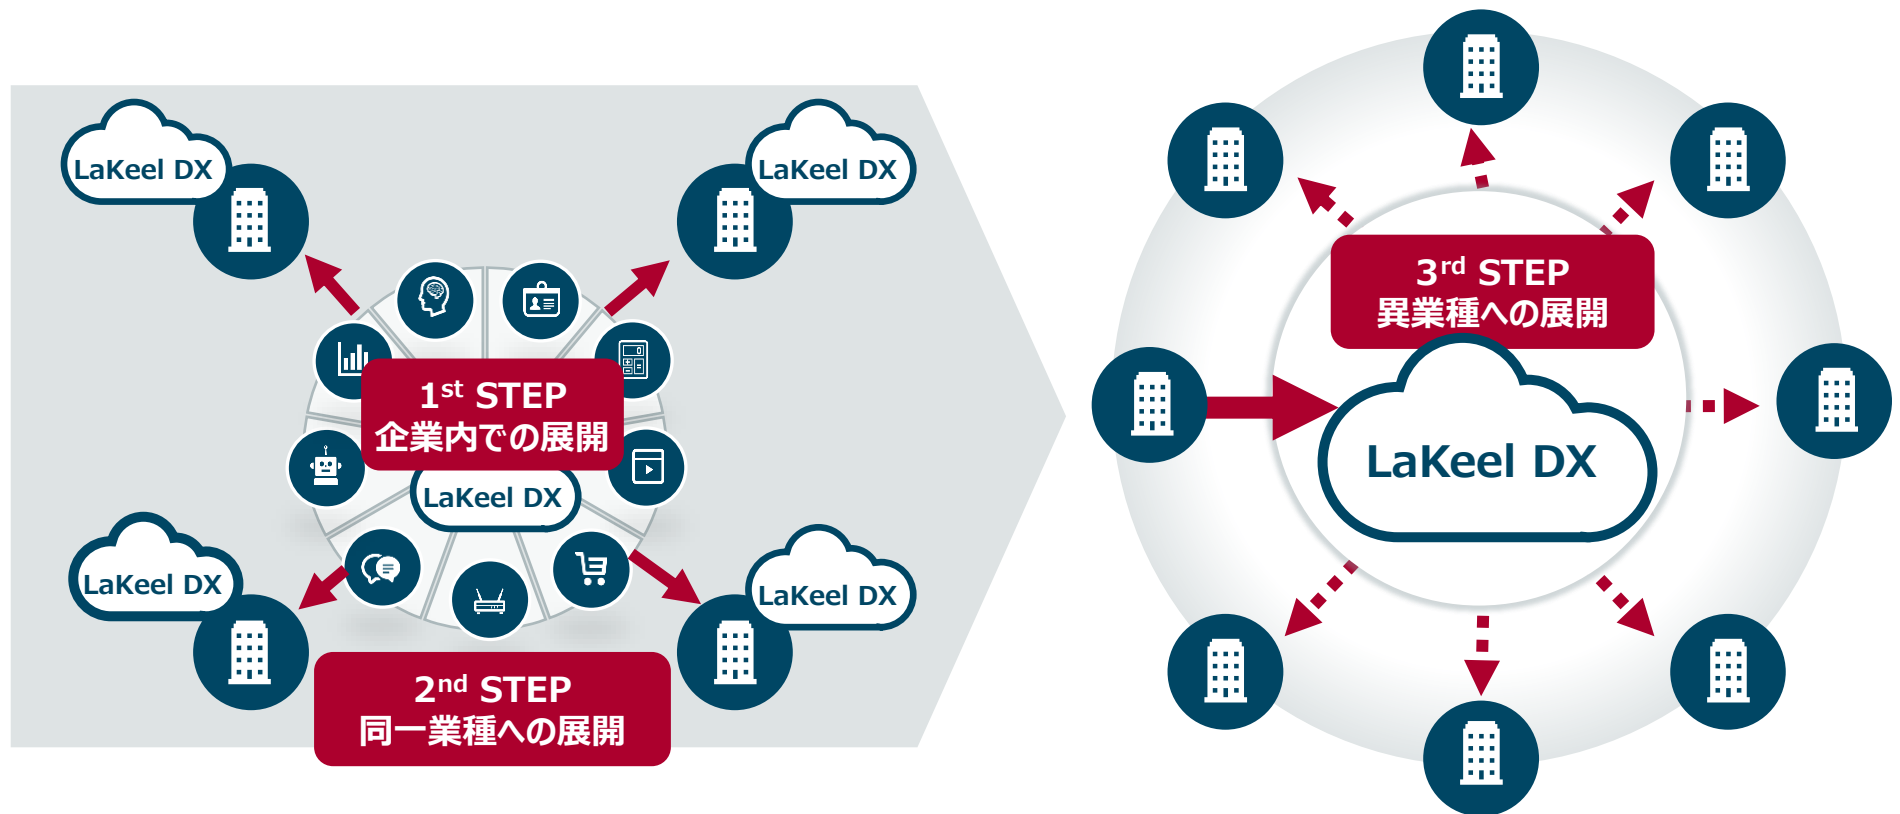 LaKeel DX
LaKeel DX
1st STEP
企業内での展開
LaKeel DX
LaKeel DX
LaKeel DX
2nd STEP
同一業種への展開
3rd STEP
異業種への展開
LaKeel DX